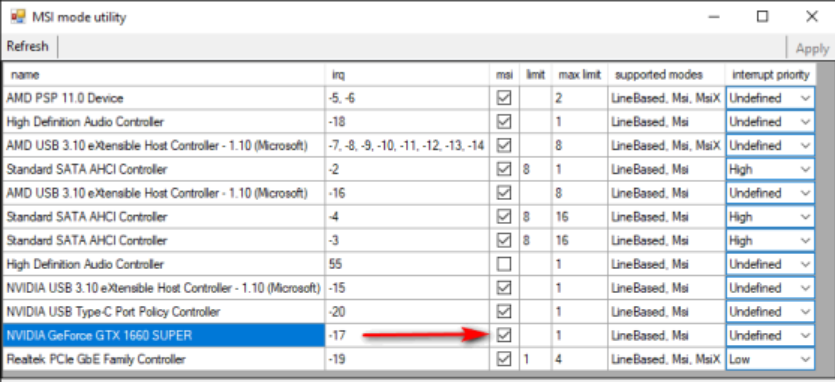 MSI mode utility
Refresh Apply
name irq msi limit max limit supported modes interrupt priority
AMD PSP 11.0 Device -5, -6 2 LineBased, Msi, MsiX Undefined
High Definition Audio Controller -18 1 LineBased, Msi Undefined
AMD USB 3.10 eXtensible Host Controller - 1.10 (Microsoft) -7, -8, -9, -10, -11, -12, -13, -14 8 LineBased, Msi, MsiX Undefined
Standard SATA AHCI Controller -2 8 1 LineBased, Msi High
AMD USB 3.10 eXtensible Host Controller - 1.10 (Microsoft) -16 8 LineBased, Msi Undefined
Standard SATA AHCI Controller -4 8 16 LineBased, Msi High
Standard SATA AHCI Controller -3 8 16 LineBased, Msi High
High Definition Audio Controller 55 1 LineBased, Msi Undefined
NVIDIA USB 3.10 eXtensible Host Controller - 1.10 (Microsoft) -15 1 LineBased, Msi Undefined
NVIDIA USB Type-C Port Policy Controller -20 1 LineBased, Msi Undefined
NVIDIA GeForce GTX 1660 SUPER -17 1 LineBased, Msi Undefined
Realtek PCIe GbE Family Controller -19 1 4 LineBased, Msi, MsiX Low